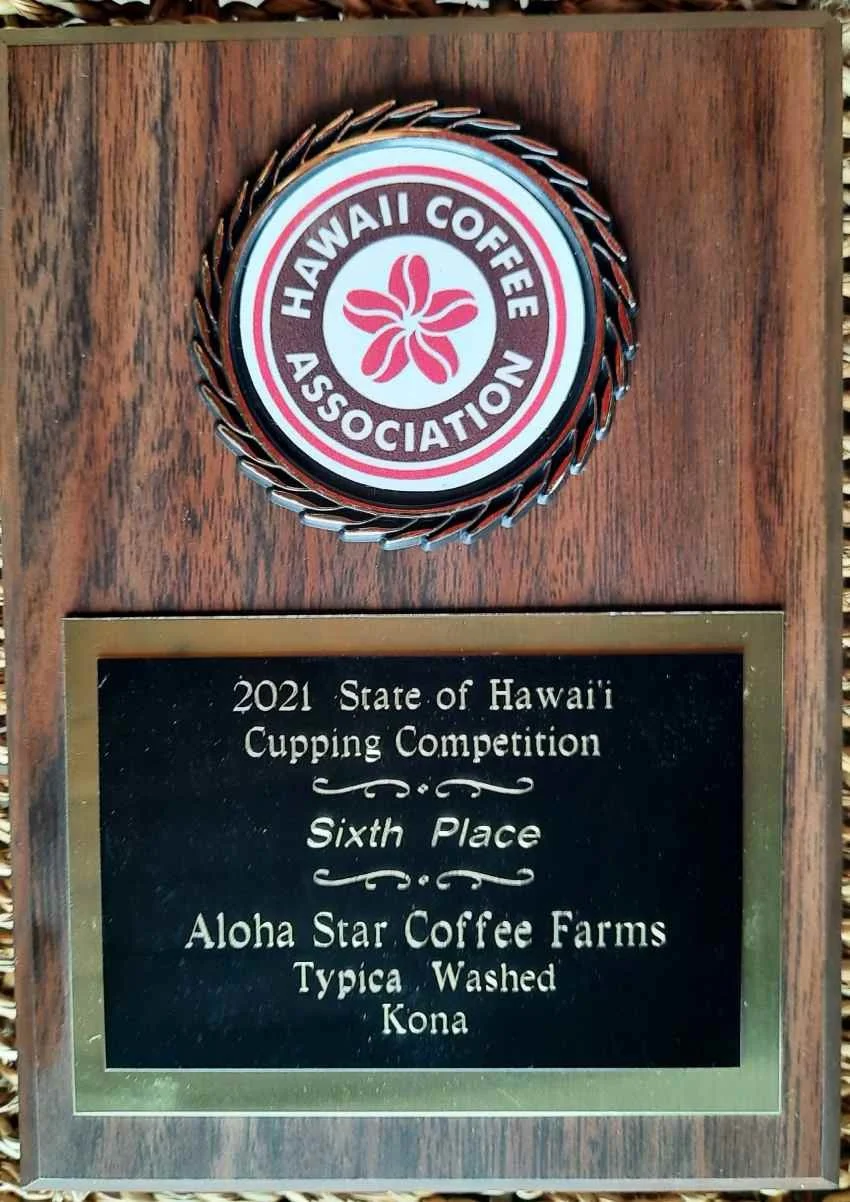 HAWAII COFFEE
ASSOCIATION
2021 State of Hawai'i
Cupping Competition
Sixth Place
Aloha Star Coffee Farms
Typica Washed
Kona